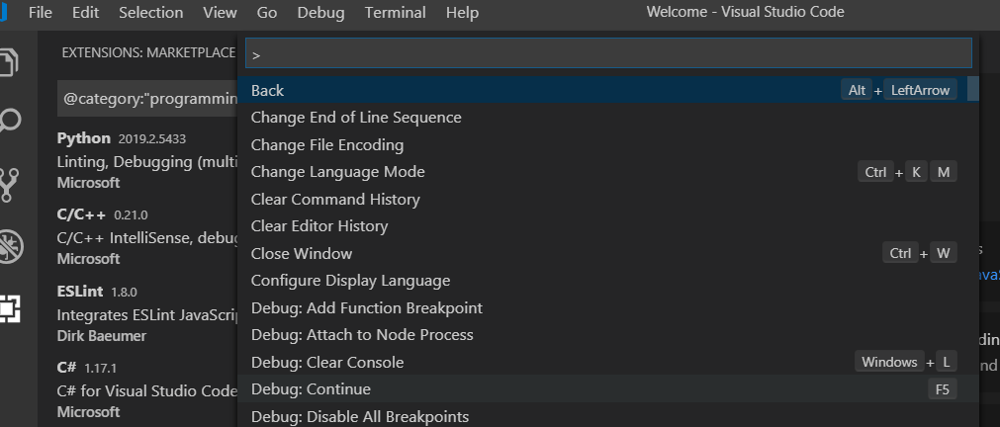 File Edit Selection View Go Debug Terminal Help Welcome - Visual Studio Code
EXTENSIONS: MARKETPLACE
@category:"programmin
Python 2019.2.5433
Linting, Debugging (multi
Microsoft
C/C++ 0.21.0
C/C++ IntelliSense, debug
Microsoft
ESLint 1.8.0
Integrates ESLint JavaScrip
Dirk Baeumer
C# 1.17.1
C# for Visual Studio Code
Microsoft
>
Back Alt + LeftArrow
Change End of Line Sequence
Change File Encoding
Change Language Mode Ctrl + K M
Clear Command History
Clear Editor History
Close Window Ctrl + W
Configure Display Language
Debug: Add Function Breakpoint
Debug: Attach to Node Process
Debug: Clear Console Windows + L
Debug: Continue F5
Debug: Disable All Breakpoints